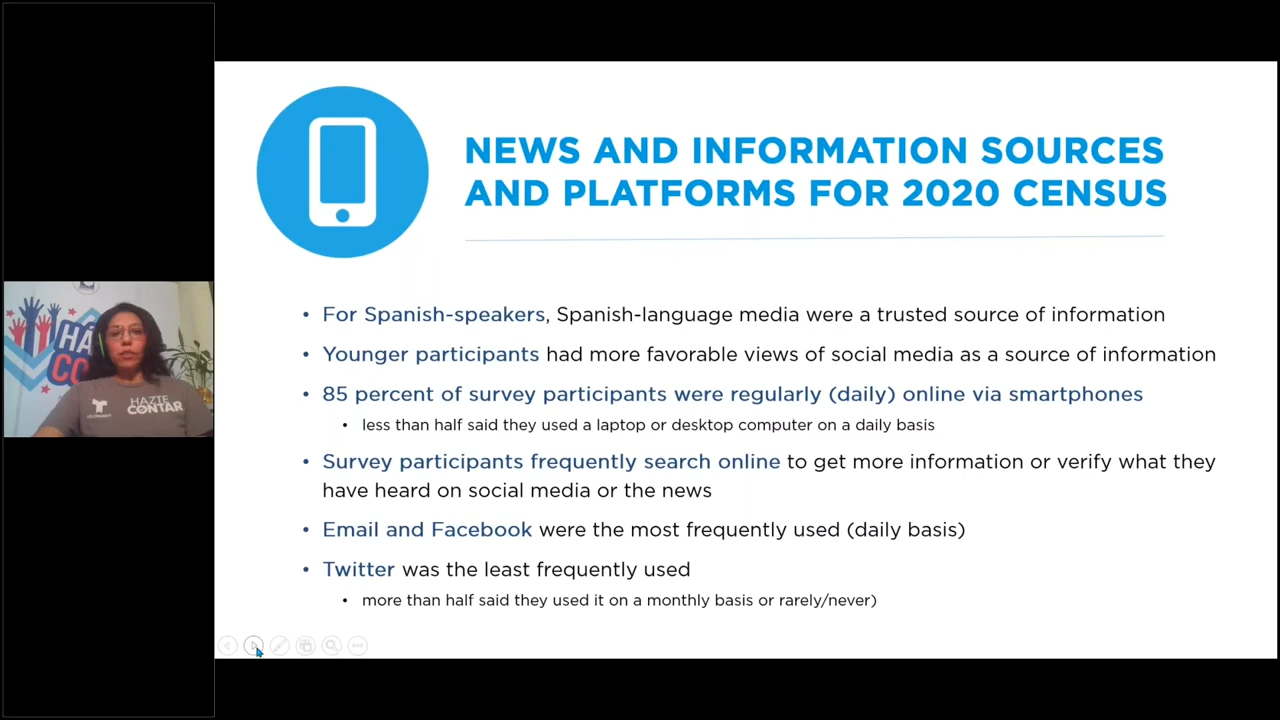 NEWS AND INFORMATION SOURCES
AND PLATFORMS FOR 2020 CENSUS
• For Spanish-speakers, Spanish-language media were a trusted source of information
• Younger participants had more favorable views of social media as a source of information
• 85 percent of survey participants were regularly (daily) online via smartphones
• less than half said they used a laptop or desktop computer on a daily basis
• Survey participants frequently search online to get more information or verify what they
have heard on social media or the news
• Email and Facebook were the most frequently used (daily basis)
• Twitter was the least frequently used
• more than half said they used it on a monthly basis or rarely/never)
HÁ
CO
HAZTE
CONTAR
TELEMUNDO